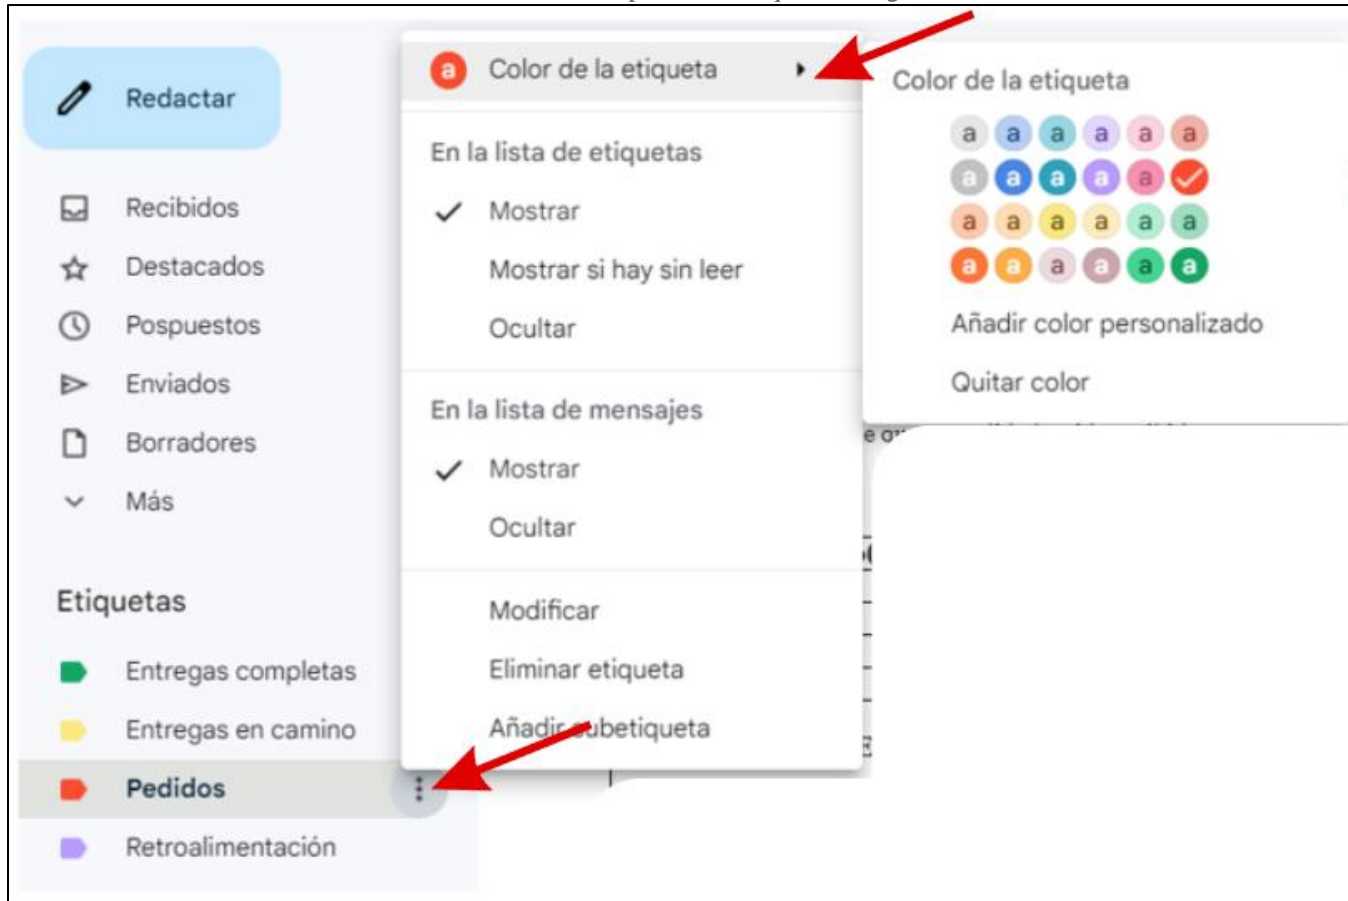 Redactar
Recibidos
Destacados
Pospuestos
Enviados
Borradores
Más
Etiquetas
Entregas completas
Entregas en camino
Pedidos
Retroalimentación
a Color de la etiqueta
En la lista de etiquetas
Mostrar
Mostrar si hay sin leer
Ocultar
En la lista de mensajes
Mostrar
Ocultar
Modificar
Eliminar etiqueta
Añadir subetiqueta
Color de la etiqueta
a a a a a a
a a a a a
a a a a a a
a a a a a a
Añadir color personalizado
Quitar color